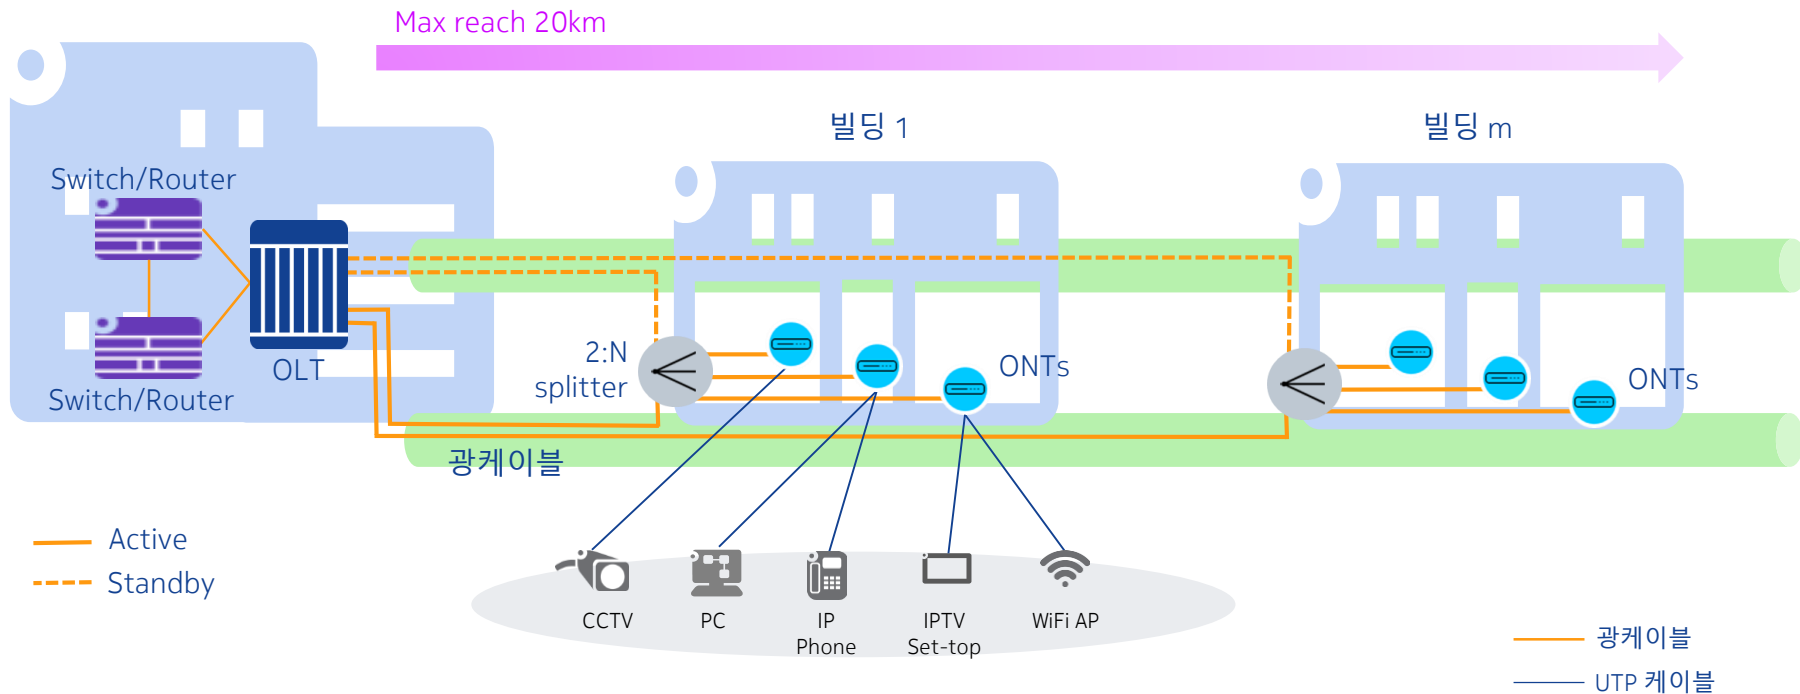 Max reach 20km
빌딩 1
빌딩 m
Switch/Router
OLT
Switch/Router
2:N
splitter
ONTs
ONTs
광케이블
Active
Standby
CCTV
PC
IP
Phone
IPTV
Set-top
WiFi AP
광케이블
UTP 케이블